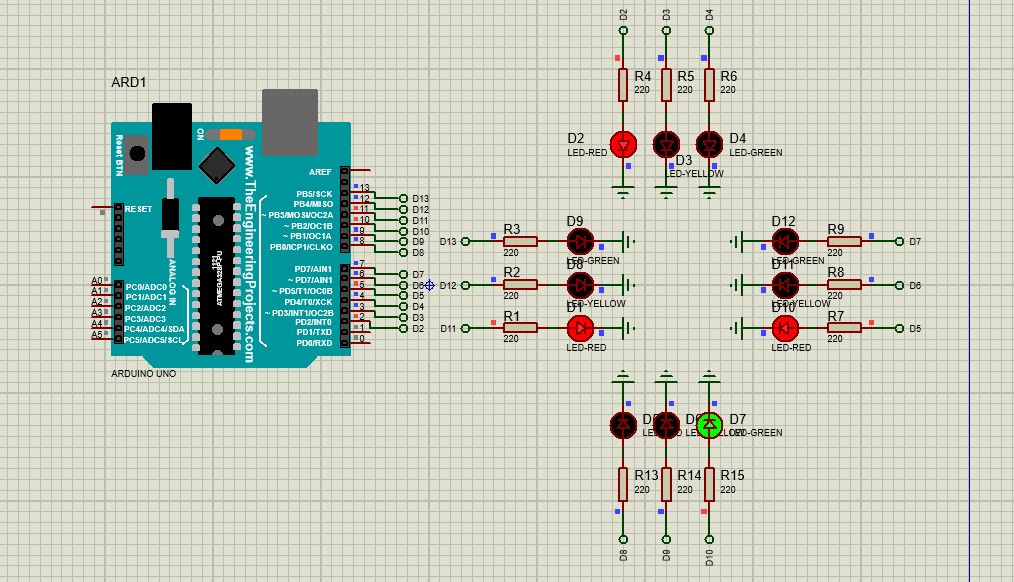 D2
D3
D4
R4
220
R5
220
R6
220
D2
LED-RED
D3
LED-YELLOW
D4
LED-GREEN
ARD1
ARDUINO UNO
Reset BTN
ON
www.TheEngineeringProjects.com
ANALOG IN
RESET
AREF
13
PB5/SCK
12
PB4/MISO
11
~ PB3/MOSI/OC2A
10
~ PB2/OC1B
9
~ PB1/OC1A
8
PB0/ICP1/CLKO
7
PD7/AIN1
6
~ PD7/AIN1
5
~ PD5/T1/OC0B
4
PD4/T0/XCK
3
~ PD3/INT1/OC2B
2
PD2/INT0
1
PD1/TXD
0
PD0/RXD
A0
PC0/ADC0
A1
PC1/ADC1
A2
PC2/ADC2
A3
PC3/ADC3
A4
PC4/ADC4/SDA
A5
PC5/ADC5/SCL
D13
D12
D11
D10
D9
D8
D7
D6
D5
D4
D3
D2
D13
R3
220
D9
LED-GREEN
D12
R2
220
LED-YELLOW
D11
R1
220
D1
LED-RED
D12
LED-GREEN
R9
220
D7
D11
LED-YELLOW
R8
220
D6
D10
LED-RED
R7
220
D5
D7
LED-GREEN
R13
220
R14
220
R15
220
D8
D9
D10